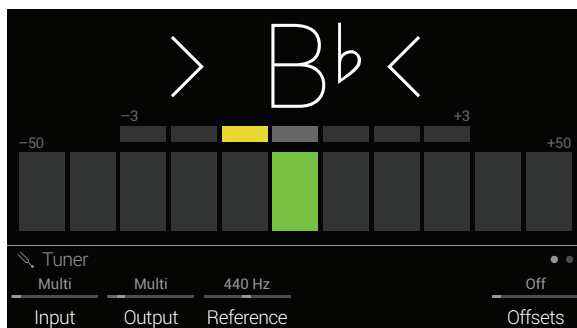 > B♭ <
−3 +3
−50 +50
Tuner
Multi Multi 440 Hz Off
Input Output Reference Offsets